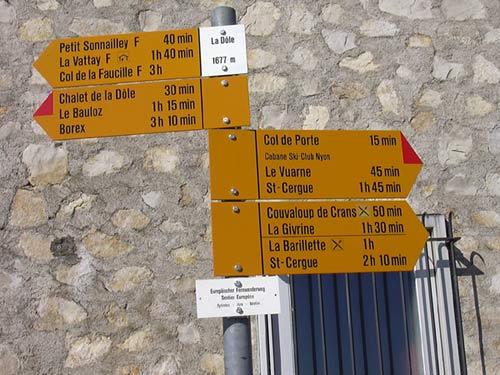 Petit Sonnailley F 40 min
La Vattay F 1h 40 min
Col de la Faucille F 3h
La Dôle
1677 m
Chalet de la Dôle 30 min
Le Bauloz 1h 15 min
Borex 3h 10 min
Col de Porte 15 min
Cabane Ski-Club Nyon
Le Vuarne 45 min
St-Cergue 1h 45 min
Couvaloup de Crans 50 min
La Givrine 1h 30 min
La Barillette 1h
St-Cergue 2h 10 min
Europäischer Fernwanderweg
Sentier Européen